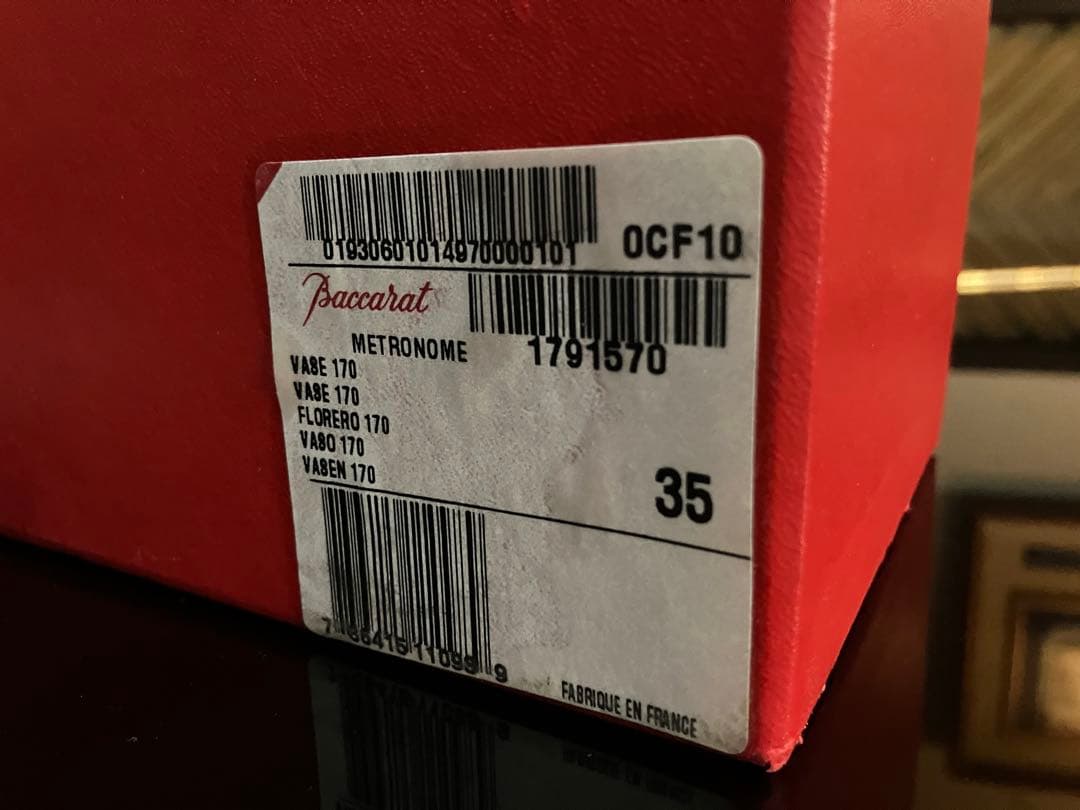 01930601014970000101
0CF10
Baccarat
METRONOME
1791570
VASE 170
VASE 170
FLORERO 170
VASO 170
VASEN 170
35
FABRIQUE EN FRANCE